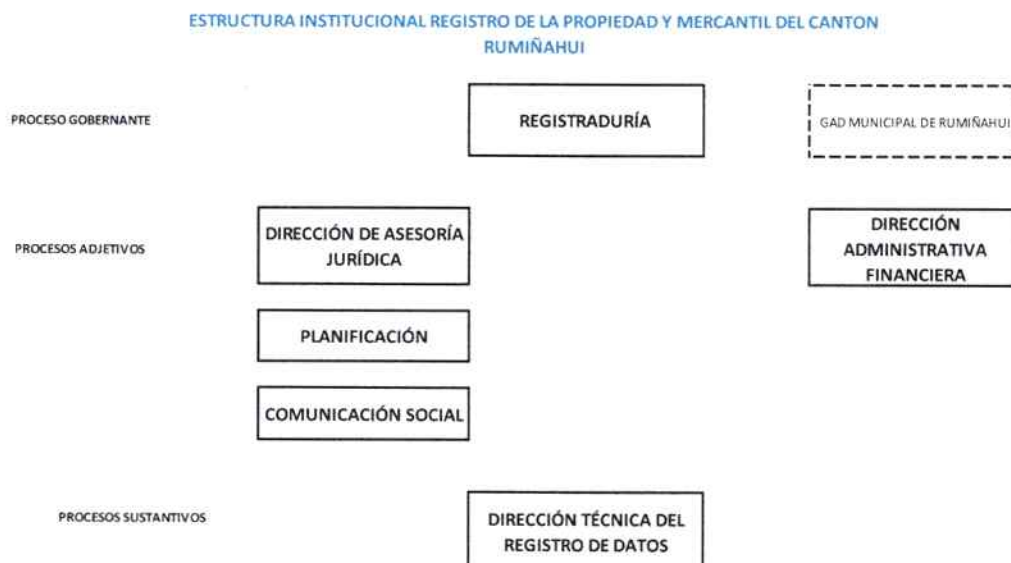 ESTRUCTURA INSTITUCIONAL REGISTRO DE LA PROPIEDAD Y MERCANTIL DEL CANTON
RUMIÑAHUI
PROCESO GOBERNANTE
REGISTRADURÍA
GAD MUNICIPAL DE RUMIÑAHUI
PROCESOS ADJETIVOS
DIRECCIÓN DE ASESORÍA
JURÍDICA
DIRECCIÓN
ADMINISTRATIVA
FINANCIERA
PLANIFICACIÓN
COMUNICACIÓN SOCIAL
PROCESOS SUSTANTIVOS
DIRECCIÓN TÉCNICA DEL
REGISTRO DE DATOS